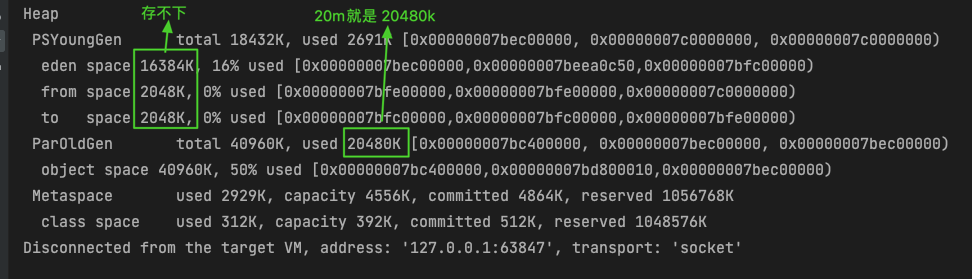 存不下
20m就是 20480k
Heap
PSYoungGen total 18432K, used 2691K [0x00000007bec00000, 0x00000007c0000000, 0x00000007c0000000)
eden space 16384K, 16% used [0x00000007bec00000,0x00000007beea0c50,0x00000007bfc00000)
from space 2048K, 0% used [0x00000007bfe00000,0x00000007bfe00000,0x00000007c0000000)
to space 2048K, 0% used [0x00000007bfc00000,0x00000007bfc00000,0x00000007bfe00000)
ParOldGen total 40960K, used 20480K [0x00000007bc400000, 0x00000007bec00000, 0x00000007bec00000)
object space 40960K, 50% used [0x00000007bc400000,0x00000007bd800010,0x00000007bec00000)
Metaspace used 2929K, capacity 4556K, committed 4864K, reserved 1056768K
class space used 312K, capacity 392K, committed 512K, reserved 1048576K
Disconnected from the target VM, address: '127.0.0.1:63847', transport: 'socket'